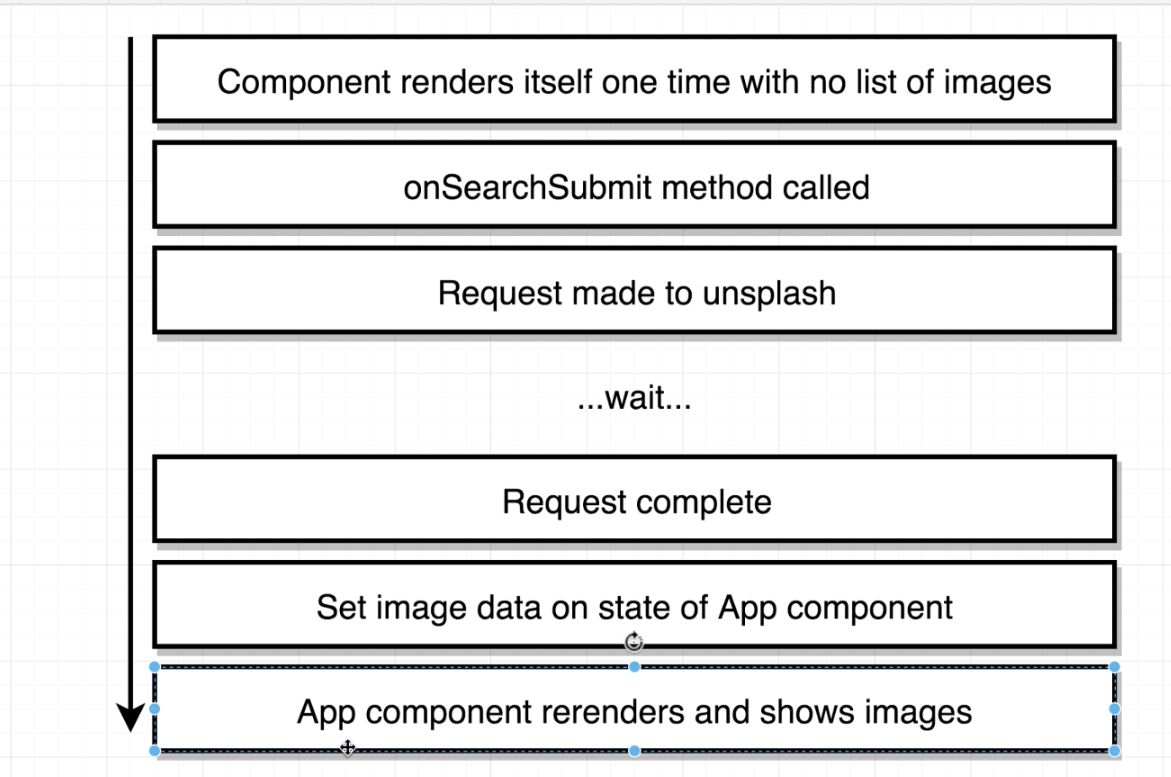 Component renders itself one time with no list of images
onSearchSubmit method called
Request made to unsplash
...wait...
Request complete
Set image data on state of App component
App component rerenders and shows images